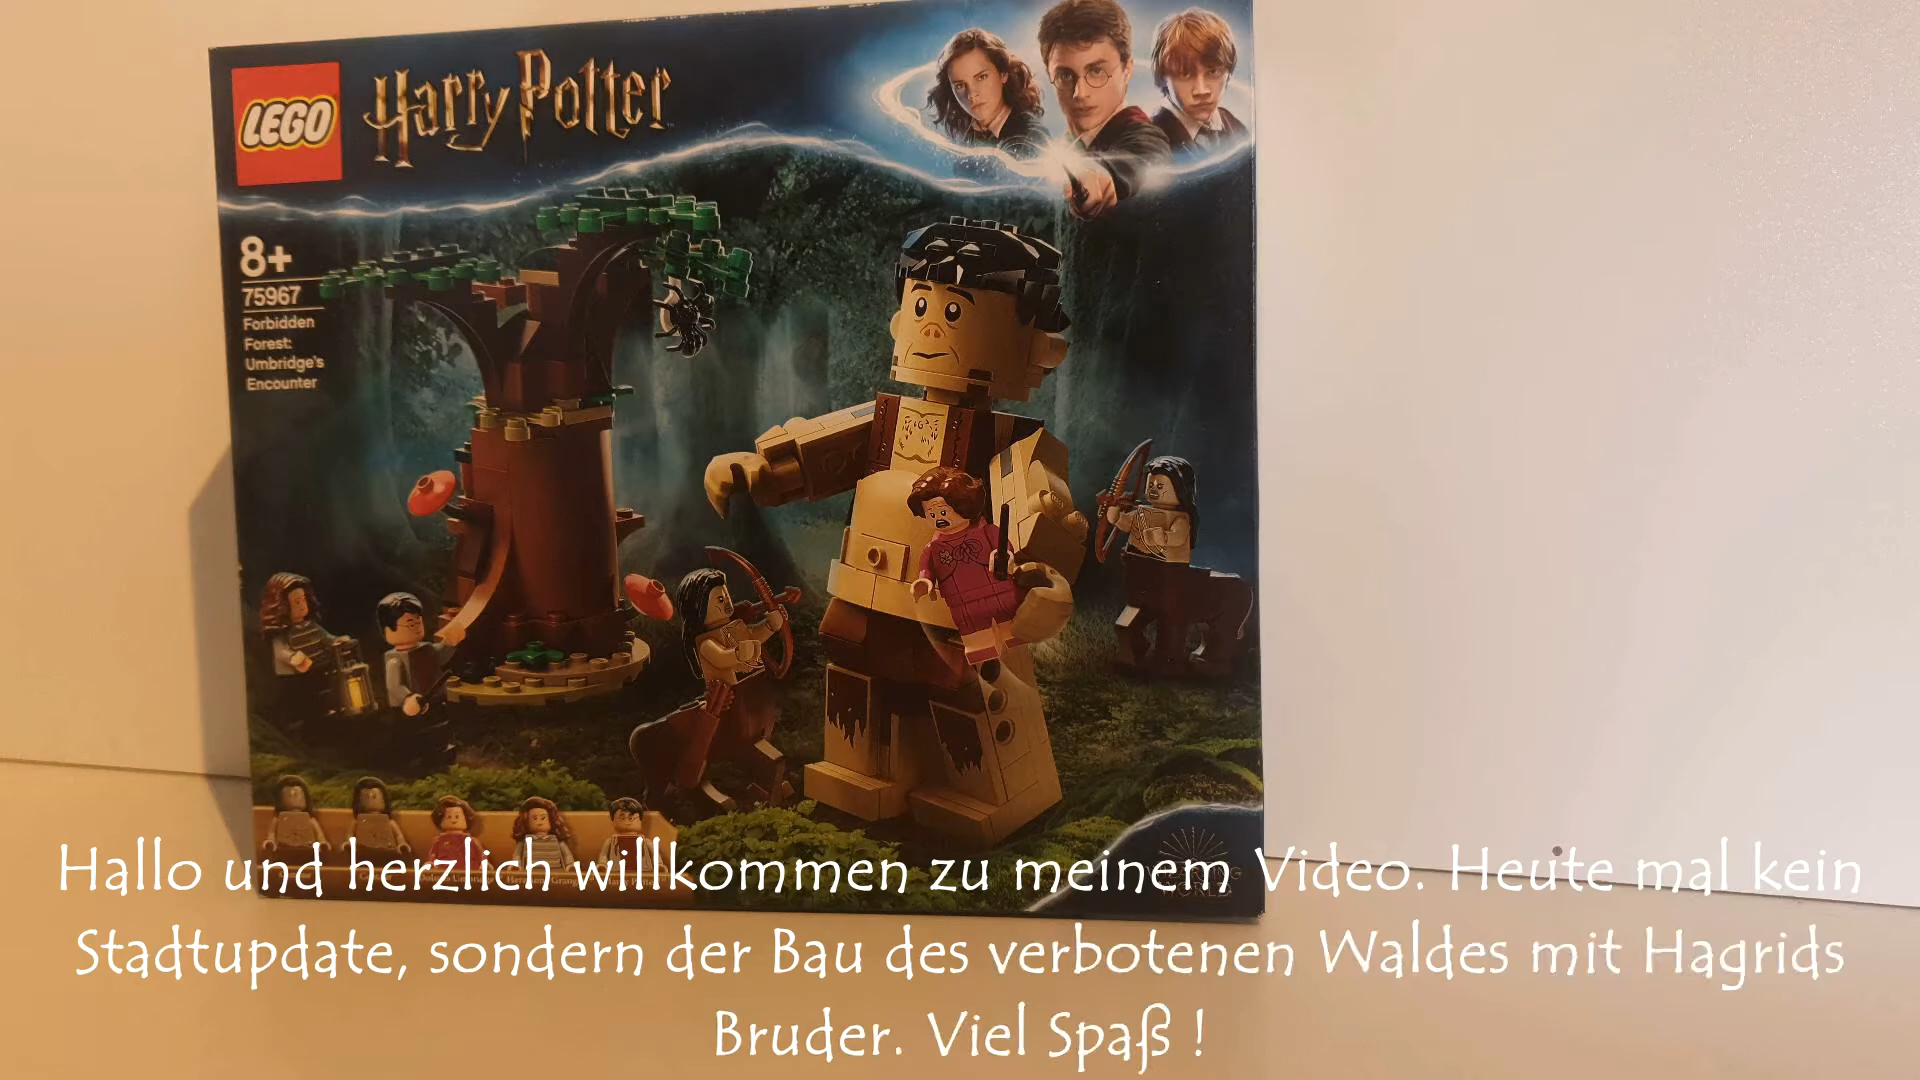 LEGO
Harry Potter
8+
75967
Forbidden
Forest:
Umbridge's
Encounter
Hallo und herzlich willkommen zu meinem Video. Heute mal kein
Stadtupdate, sondern der Bau des verbotenen Waldes mit Hagrids
Bruder. Viel Spaß !